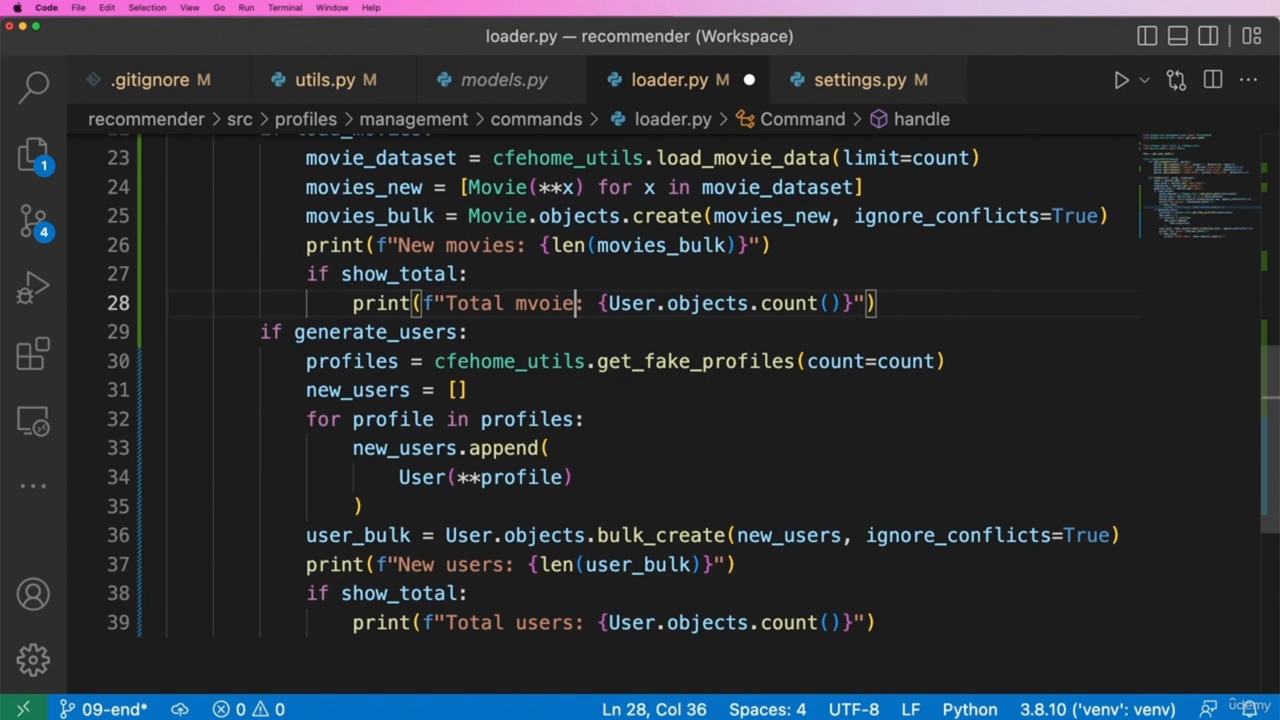 Code File Edit Selection View Go Run Terminal Window Help
loader.py — recommender (Workspace)
.gitignore M utils.py M models.py loader.py M settings.py M
recommender > src > profiles > management > commands > loader.py > Command > handle
23 movie_dataset = cfehome_utils.load_movie_data(limit=count)
24 movies_new = [Movie(**x) for x in movie_dataset]
25 movies_bulk = Movie.objects.create(movies_new, ignore_conflicts=True)
26 print(f"New movies: {len(movies_bulk)}")
27 if show_total:
28 print(f"Total mvoie: {User.objects.count()}")
29 if generate_users:
30 profiles = cfehome_utils.get_fake_profiles(count=count)
31 new_users = []
32 for profile in profiles:
33 new_users.append(
34 User(**profile)
35 )
36 user_bulk = User.objects.bulk_create(new_users, ignore_conflicts=True)
37 print(f"New users: {len(user_bulk)}")
38 if show_total:
39 print(f"Total users: {User.objects.count()}")
1
4
09-end* 0 0 Ln 28, Col 36 Spaces: 4 UTF-8 LF Python 3.8.10 ('venv': venv)
udemy